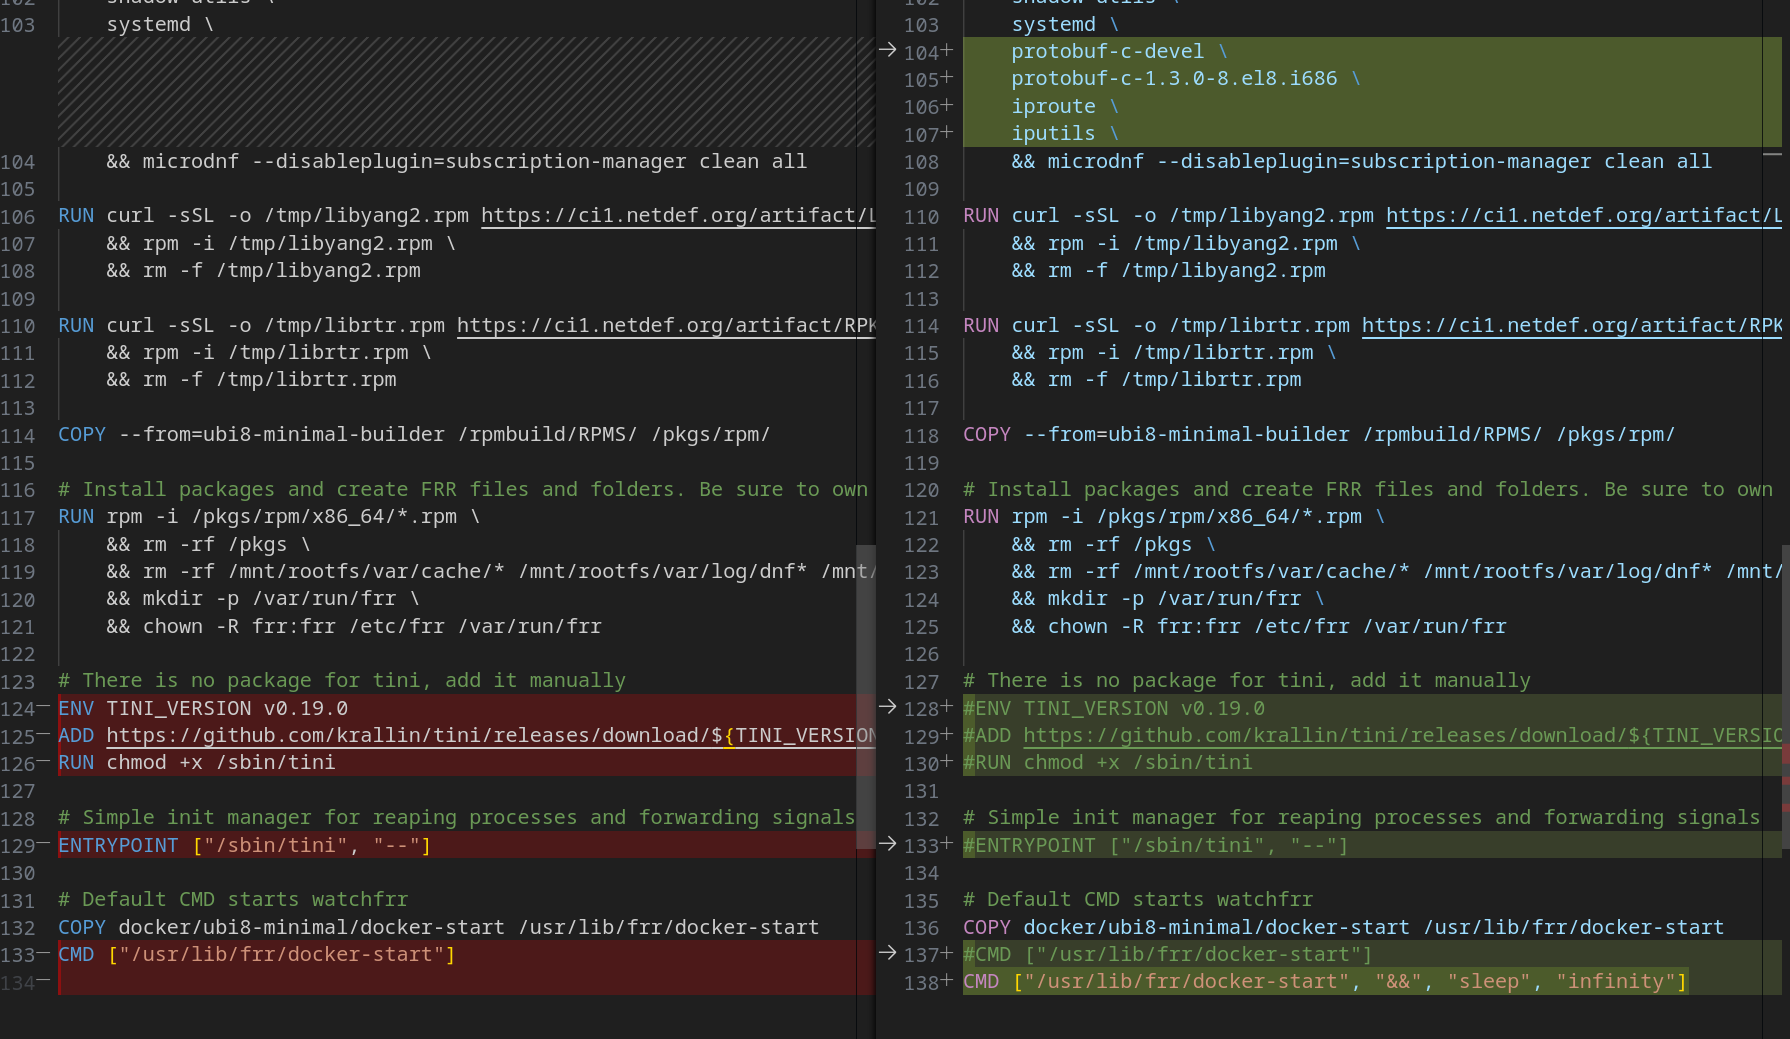 103 systemd \
104 && microdnf --disableplugin=subscription-manager clean all
105
106 RUN curl -sSL -o /tmp/libyang2.rpm https://ci1.netdef.org/artifact/L
107 && rpm -i /tmp/libyang2.rpm \
108 && rm -f /tmp/libyang2.rpm
109
110 RUN curl -sSL -o /tmp/librtr.rpm https://ci1.netdef.org/artifact/RPK
111 && rpm -i /tmp/librtr.rpm \
112 && rm -f /tmp/librtr.rpm
113
114 COPY --from=ubi8-minimal-builder /rpmbuild/RPMS/ /pkgs/rpm/
115
116 # Install packages and create FRR files and folders. Be sure to own
117 RUN rpm -i /pkgs/rpm/x86_64/*.rpm \
118 && rm -rf /pkgs \
119 && rm -rf /mnt/rootfs/var/cache/* /mnt/rootfs/var/log/dnf* /mnt/
120 && mkdir -p /var/run/frr \
121 && chown -R frr:frr /etc/frr /var/run/frr
122
123 # There is no package for tini, add it manually
124— ENV TINI_VERSION v0.19.0
125— ADD https://github.com/krallin/tini/releases/download/${TINI_VERSION
126— RUN chmod +x /sbin/tini
127
128 # Simple init manager for reaping processes and forwarding signals
129— ENTRYPOINT ["/sbin/tini", "--"]
130
131 # Default CMD starts watchfrr
132 COPY docker/ubi8-minimal/docker-start /usr/lib/frr/docker-start
133— CMD ["/usr/lib/frr/docker-start"]
134—
102 shadow-utils \
103 systemd \
→ 104+ protobuf-c-devel \
105+ protobuf-c-1.3.0-8.el8.i686 \
106+ iproute \
107+ iputils \
108 && microdnf --disableplugin=subscription-manager clean all
109
110 RUN curl -sSL -o /tmp/libyang2.rpm https://ci1.netdef.org/artifact/L
111 && rpm -i /tmp/libyang2.rpm \
112 && rm -f /tmp/libyang2.rpm
113
114 RUN curl -sSL -o /tmp/librtr.rpm https://ci1.netdef.org/artifact/RPK
115 && rpm -i /tmp/librtr.rpm \
116 && rm -f /tmp/librtr.rpm
117
118 COPY --from=ubi8-minimal-builder /rpmbuild/RPMS/ /pkgs/rpm/
119
120 # Install packages and create FRR files and folders. Be sure to own
121 RUN rpm -i /pkgs/rpm/x86_64/*.rpm \
122 && rm -rf /pkgs \
123 && rm -rf /mnt/rootfs/var/cache/* /mnt/rootfs/var/log/dnf* /mnt/
124 && mkdir -p /var/run/frr \
125 && chown -R frr:frr /etc/frr /var/run/frr
126
127 # There is no package for tini, add it manually
→ 128+ #ENV TINI_VERSION v0.19.0
129+ #ADD https://github.com/krallin/tini/releases/download/${TINI_VERSIO
130+ #RUN chmod +x /sbin/tini
131
132 # Simple init manager for reaping processes and forwarding signals
→ 133+ #ENTRYPOINT ["/sbin/tini", "--"]
134
135 # Default CMD starts watchfrr
136 COPY docker/ubi8-minimal/docker-start /usr/lib/frr/docker-start
→ 137+ #CMD ["/usr/lib/frr/docker-start"]
138+ CMD ["/usr/lib/frr/docker-start", "&&", "sleep", "infinity"]